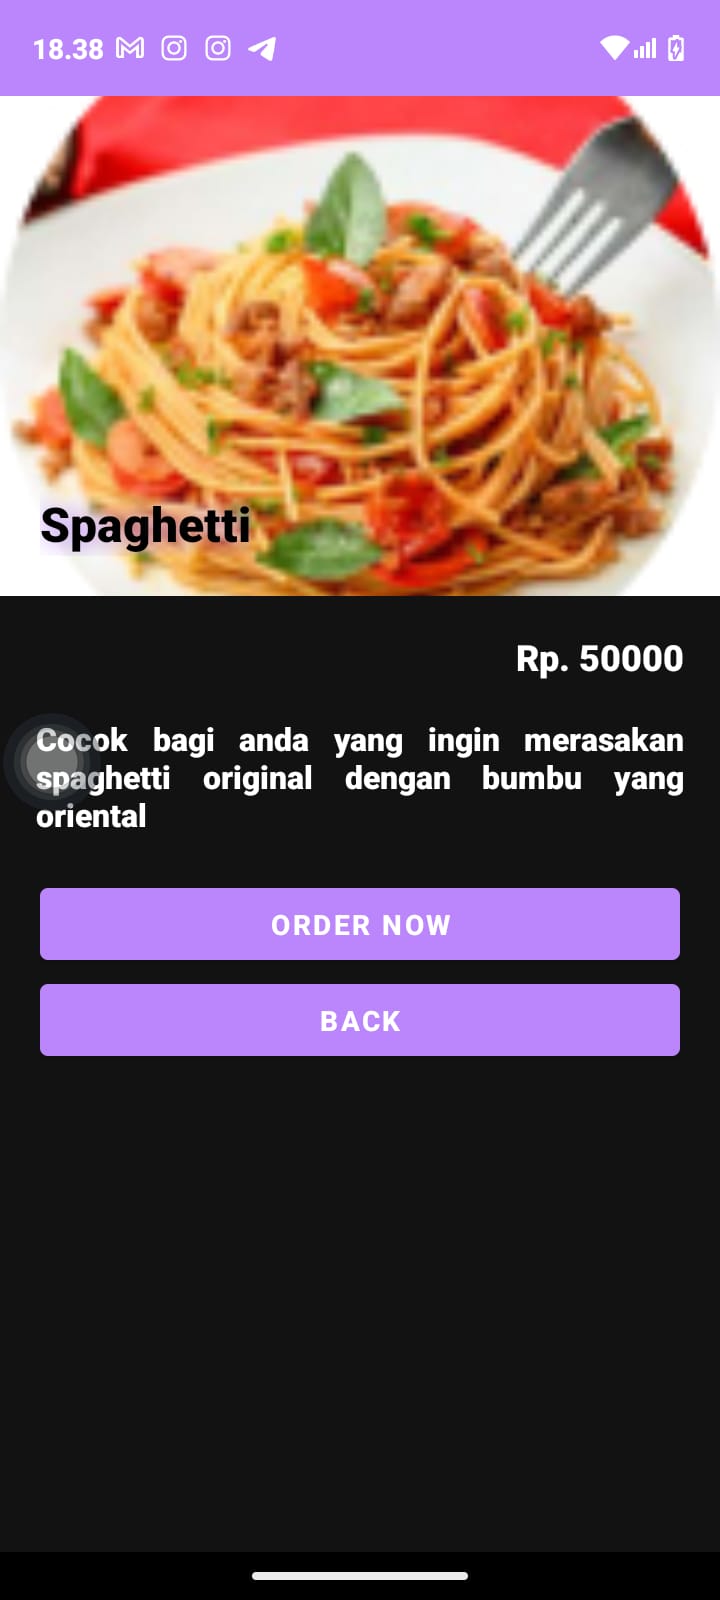 18.38
Spaghetti
Rp. 50000
Cocok bagi anda yang ingin merasakan
spaghetti original dengan bumbu yang
oriental
ORDER NOW
BACK